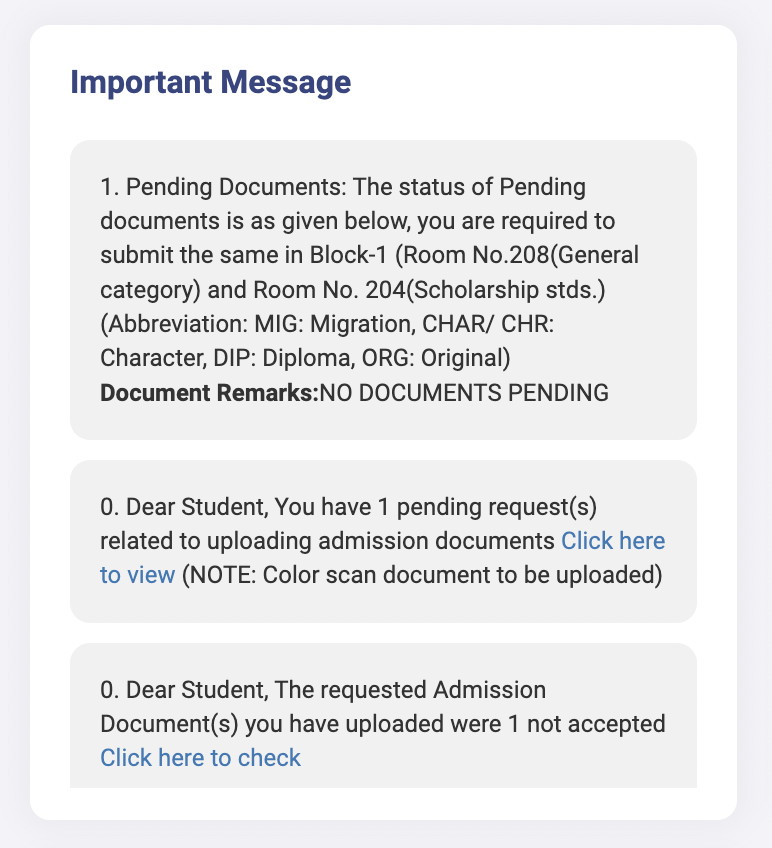 Important Message
1. Pending Documents: The status of Pending
documents is as given below, you are required to
submit the same in Block-1 (Room No.208(General
category) and Room No. 204(Scholarship stds.)
(Abbreviation: MIG: Migration, CHAR/ CHR:
Character, DIP: Diploma, ORG: Original)
Document Remarks:NO DOCUMENTS PENDING
0. Dear Student, You have 1 pending request(s)
related to uploading admission documents Click here
to view (NOTE: Color scan document to be uploaded)
0. Dear Student, The requested Admission
Document(s) you have uploaded were 1 not accepted
Click here to check